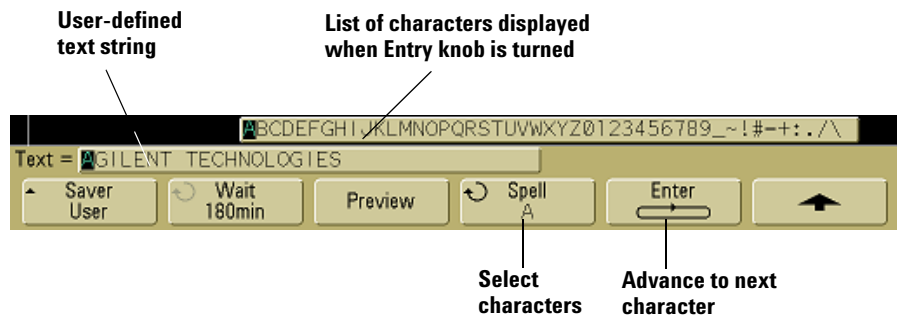 User-defined
text string
List of characters displayed
when Entry knob is turned
ABCDEFGHIJKLMNOPQRSTUVWXYZ0123456789_~!#-+:./\
Text = AGILENT TECHNOLOGIES
Saver
User
Wait
180min
Preview
Spell
A
Enter
Select
characters
Advance to next
character